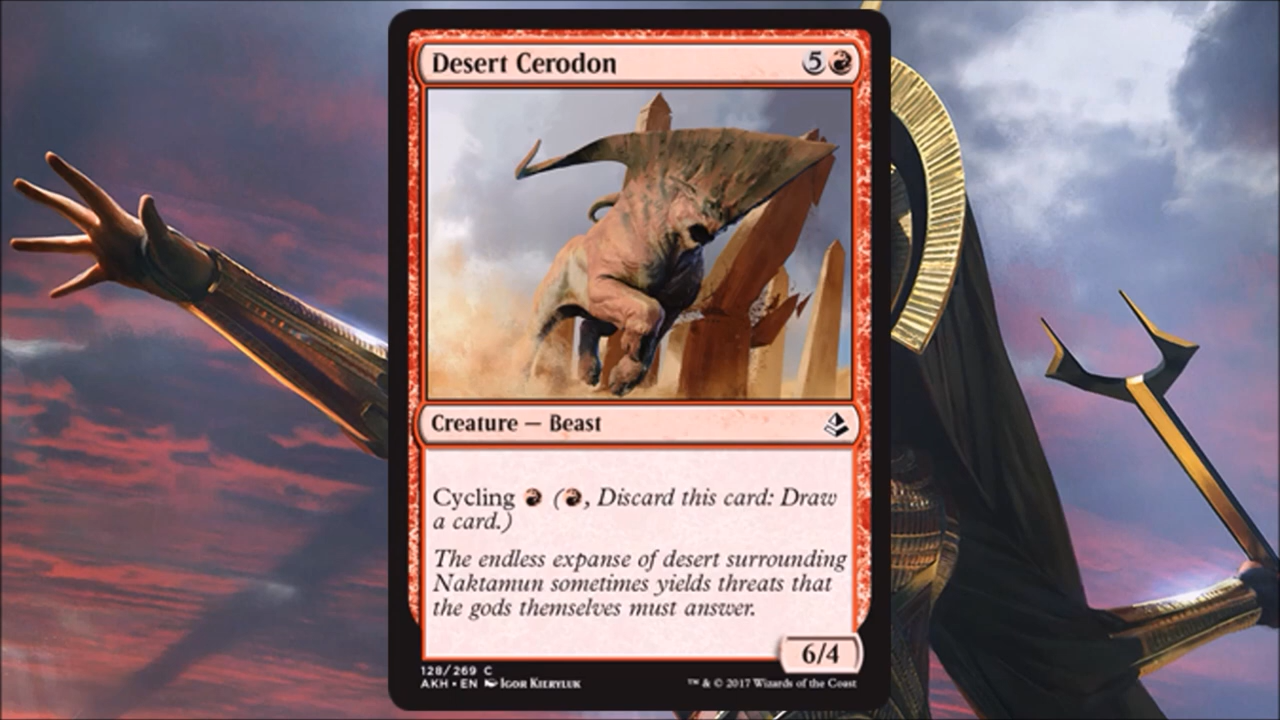 Desert Cerodon 5
Creature — Beast
Cycling (, Discard this card: Draw
a card.)
The endless expanse of desert surrounding
Naktamun sometimes yields threats that
the gods themselves must answer.
6/4
128/269 C
AKH • EN Igor Kieryluk
™ & © 2017 Wizards of the Coast